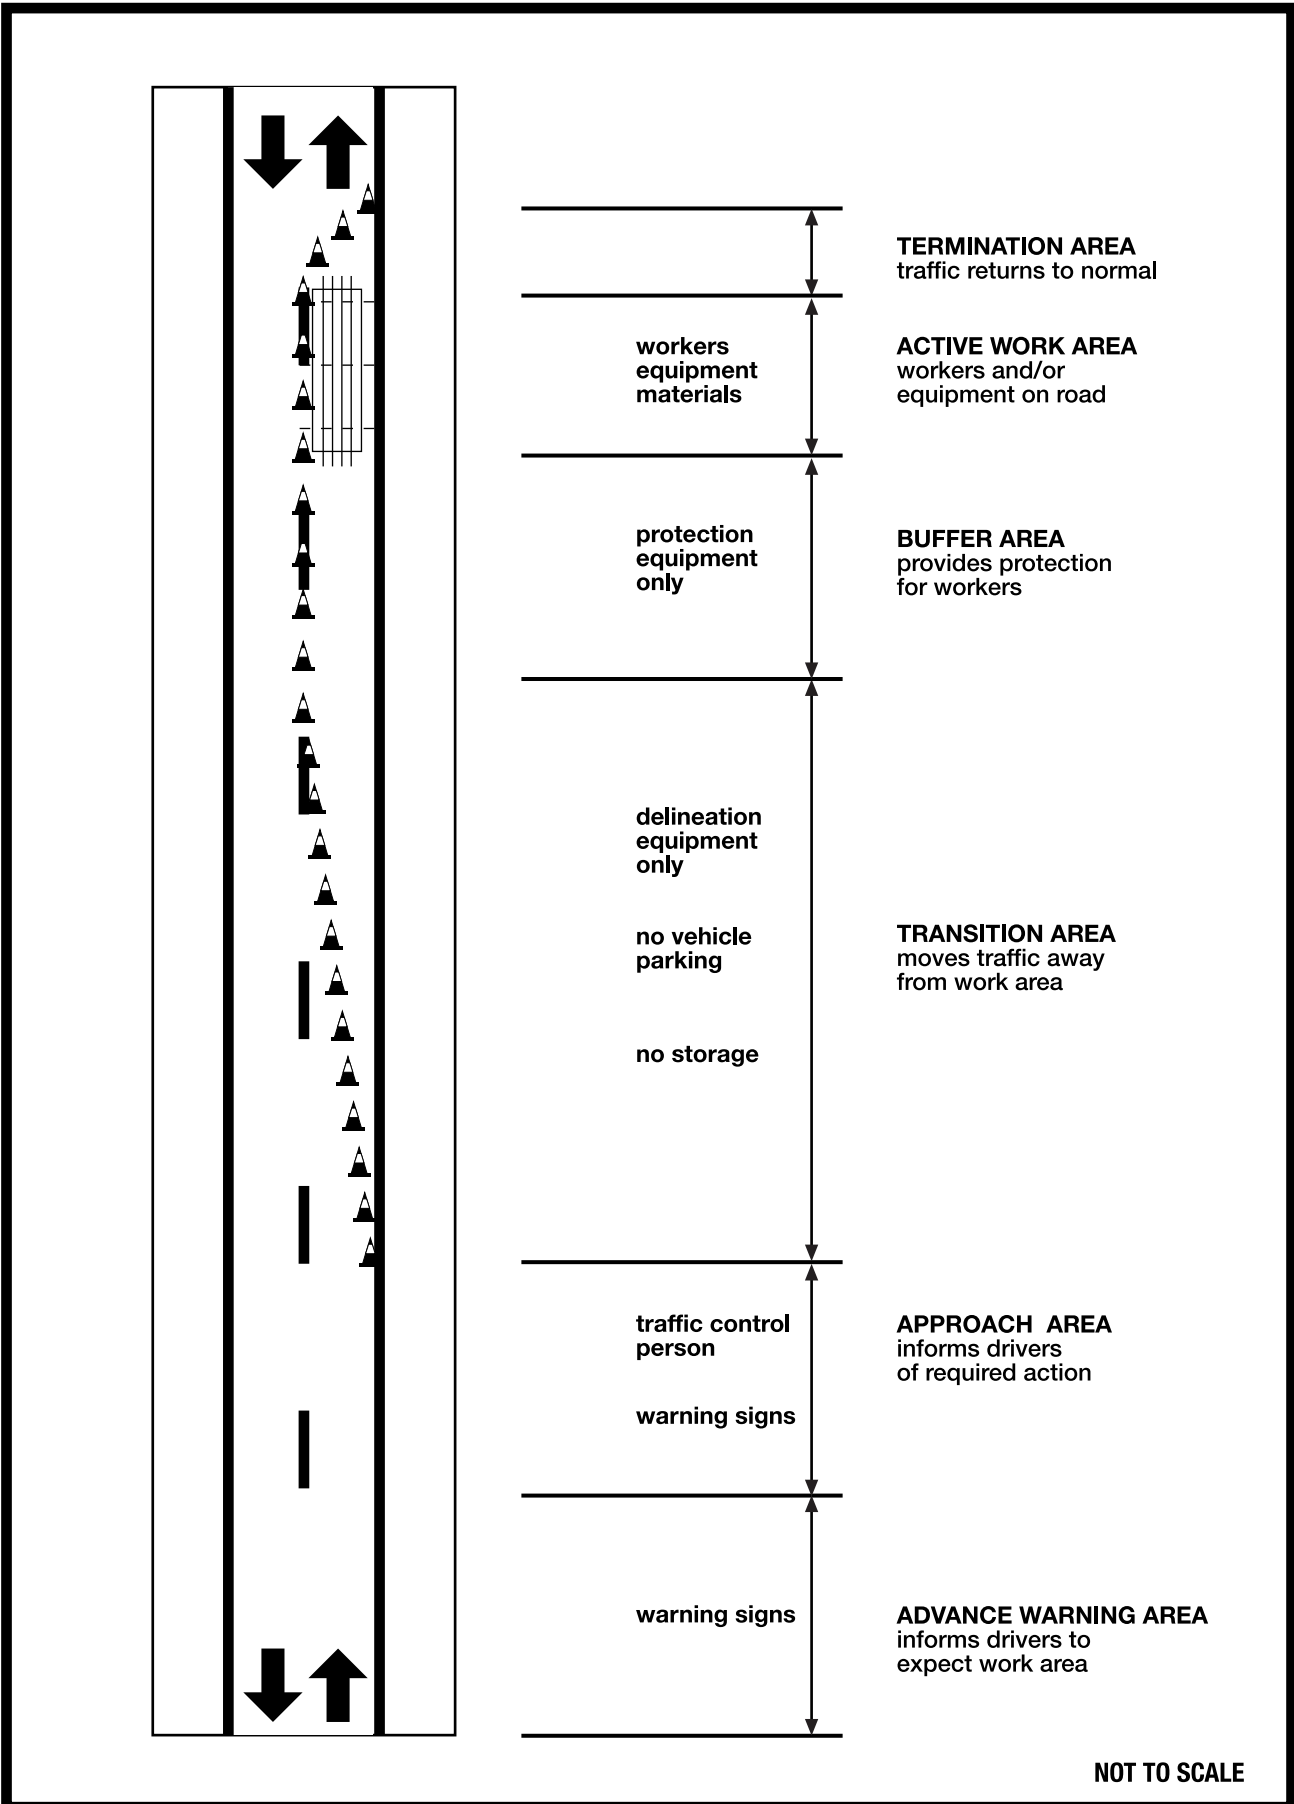 TERMINATION AREA
traffic returns to normal
workers
equipment
materials
ACTIVE WORK AREA
workers and/or
equipment on road
protection
equipment
only
BUFFER AREA
provides protection
for workers
delineation
equipment
only
no vehicle
parking
no storage
TRANSITION AREA
moves traffic away
from work area
traffic control
person
warning signs
APPROACH AREA
informs drivers
of required action
warning signs
ADVANCE WARNING AREA
informs drivers to
expect work area
NOT TO SCALE